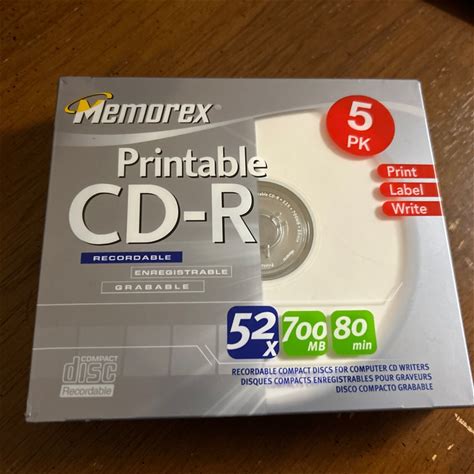 Memorex
5
PK
Printable
CD-R
Print
Label
Write
RECORDABLE
ENREGISTRABLE
GRABABLE
52X
700 MB
80 min
COMPACT
disc
Recordable
RECORDABLE COMPACT DISCS FOR COMPUTER CD WRITERS
DISQUES COMPACTS ENREGISTRABLES POUR GRAVEURS
DISCO COMPACTO GRABABLE